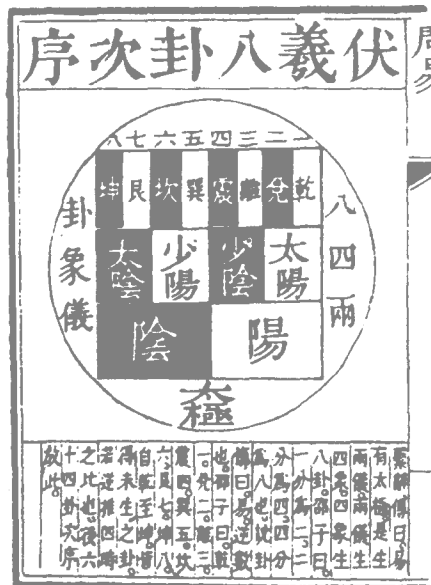 周易
伏羲八卦次序
一二三四五六七八
乾兌離震巽坎艮坤
太陽 少陰 少陽 太陰
陽 陰
八四兩
卦象儀
太極
繫辭傳曰易
有太極是生
兩儀兩儀生
四象四象生
八卦邵子曰
一分為二二
分為四四分
為八也說卦
傳曰易逆數
也邵子曰乾
一兌二離三
震四巽五坎
六艮七坤八
自乾至坤皆
得未生之卦
若逆推四時
之比也後六
十四卦次序
放此